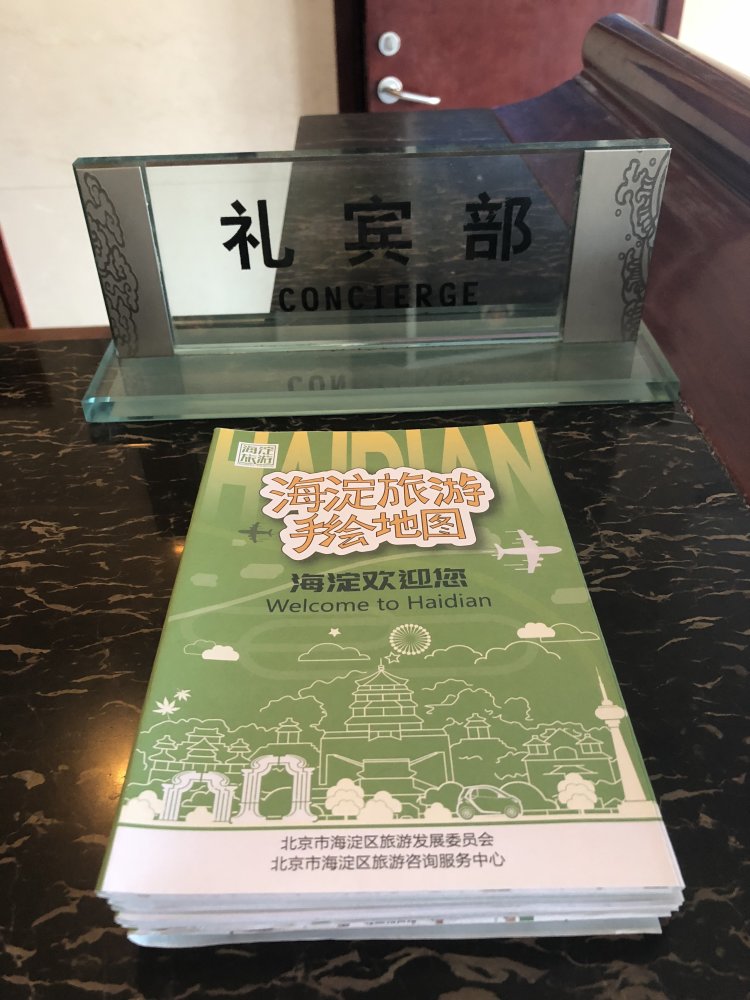 礼宾部
CONCIERGE
HAIDIAN
海淀
旅游
海淀旅游
手绘地图
海淀欢迎您
Welcome to Haidian
北京市海淀区旅游发展委员会
北京市海淀区旅游咨询服务中心